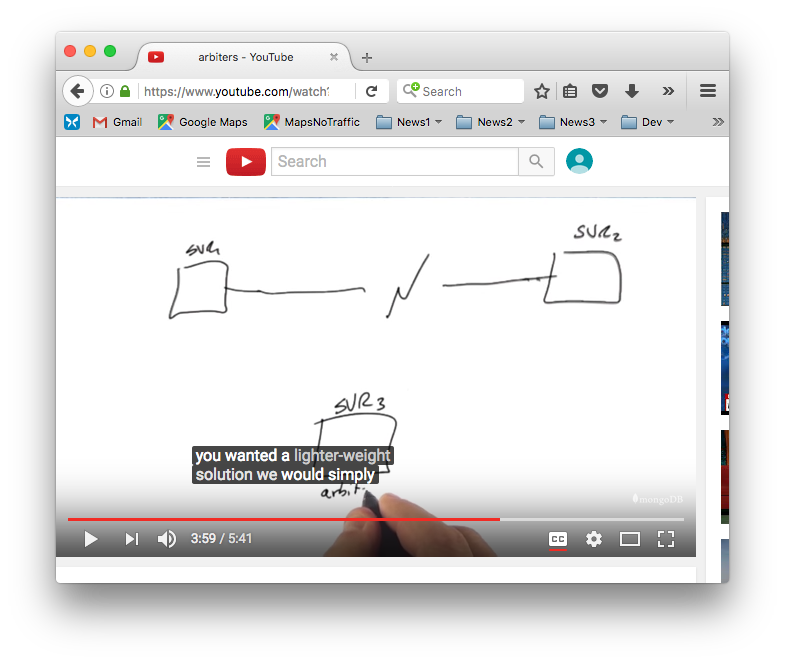 arbiters - YouTube
https://www.youtube.com/watch?
Search
Gmail
Google Maps
MapsNoTraffic
News1
News2
News3
Dev
Search
SVR1
SVR2
SVR3
you wanted a lighter-weight
solution we would simply
arbit
mongoDB
3:59 / 5:41
CC